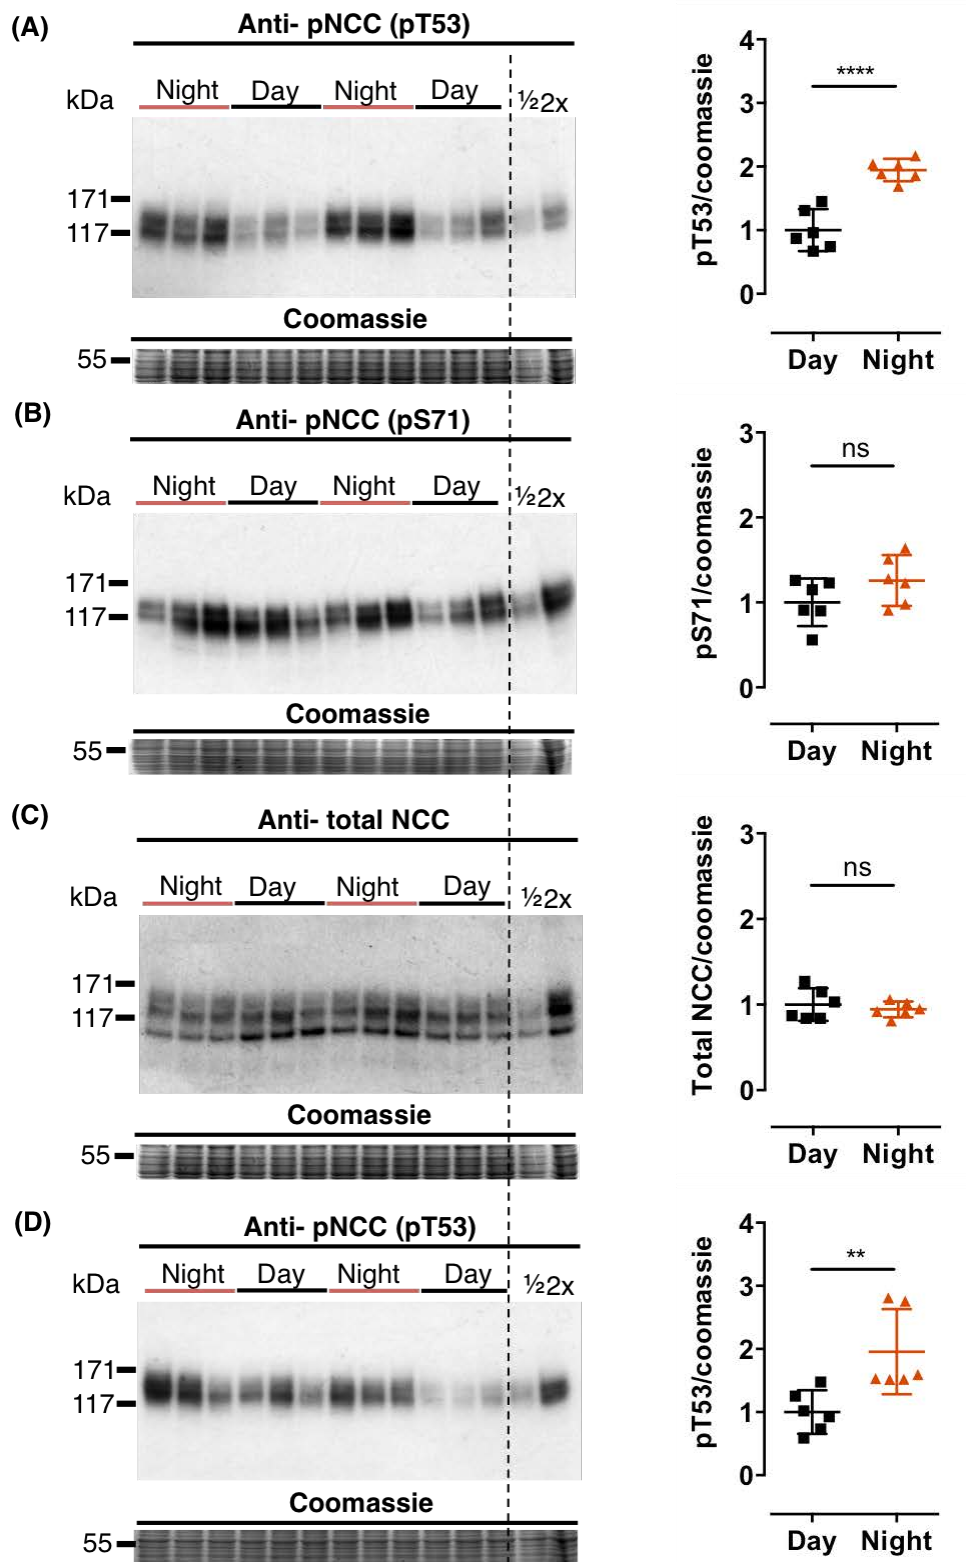 (A)
Anti- pNCC (pT53)
kDa
Night Day Night Day ½2x
171
117
Coomassie
55
pT53/coomassie
4
3
2
1
0
****
Day Night
(B)
Anti- pNCC (pS71)
kDa
Night Day Night Day ½2x
171
117
Coomassie
55
pS71/coomassie
3
2
1
0
ns
Day Night
(C)
Anti- total NCC
kDa
Night Day Night Day ½2x
171
117
Coomassie
55
Total NCC/coomassie
3
2
1
0
ns
Day Night
(D)
Anti- pNCC (pT53)
kDa
Night Day Night Day ½2x
171
117
Coomassie
55
pT53/coomassie
4
3
2
1
0
**
Day Night